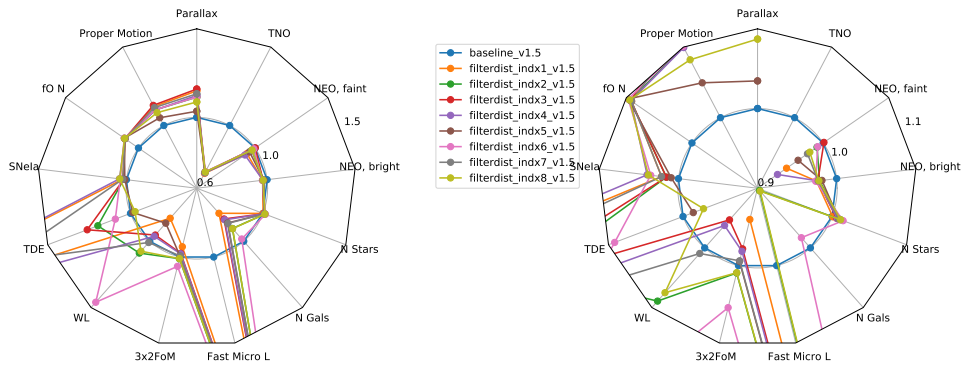 Parallax
TNO
NEO, faint
NEO, bright
N Stars
N Gals
Fast Micro L
3x2FoM
WL
TDE
SNeIa
fO N
Proper Motion
0.6
1.0
1.5
baseline_v1.5
filterdist_indx1_v1.5
filterdist_indx2_v1.5
filterdist_indx3_v1.5
filterdist_indx4_v1.5
filterdist_indx5_v1.5
filterdist_indx6_v1.5
filterdist_indx7_v1.5
filterdist_indx8_v1.5
Parallax
TNO
NEO, faint
NEO, bright
N Stars
N Gals
Fast Micro L
3x2FoM
WL
TDE
SNeIa
fO N
Proper Motion
0.9
1.0
1.1